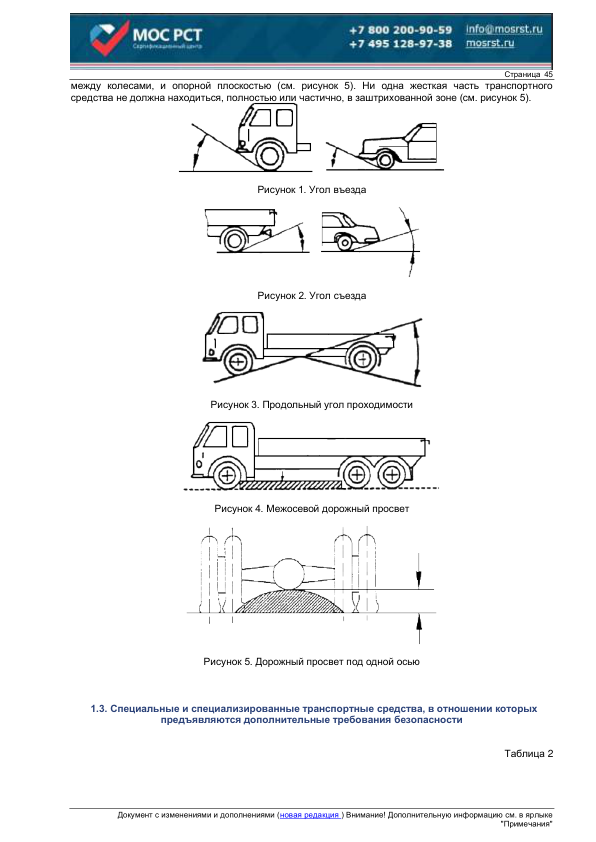 МОС РСТ
Сертификационный центр
+7 800 200-90-59 info@mosrst.ru
+7 495 128-97-38 mosrst.ru
Страница 45
между колесами, и опорной плоскостью (см. рисунок 5). Ни одна жесткая часть транспортного
средства не должна находиться, полностью или частично, в заштрихованной зоне (см. рисунок 5).
Рисунок 1. Угол въезда
Рисунок 2. Угол съезда
Рисунок 3. Продольный угол проходимости
Рисунок 4. Межосевой дорожный просвет
Рисунок 5. Дорожный просвет под одной осью
1.3. Специальные и специализированные транспортные средства, в отношении которых
предъявляются дополнительные требования безопасности
Таблица 2
Документ с изменениями и дополнениями (новая редакция ) Внимание! Дополнительную информацию см. в ярлыке
"Примечания"